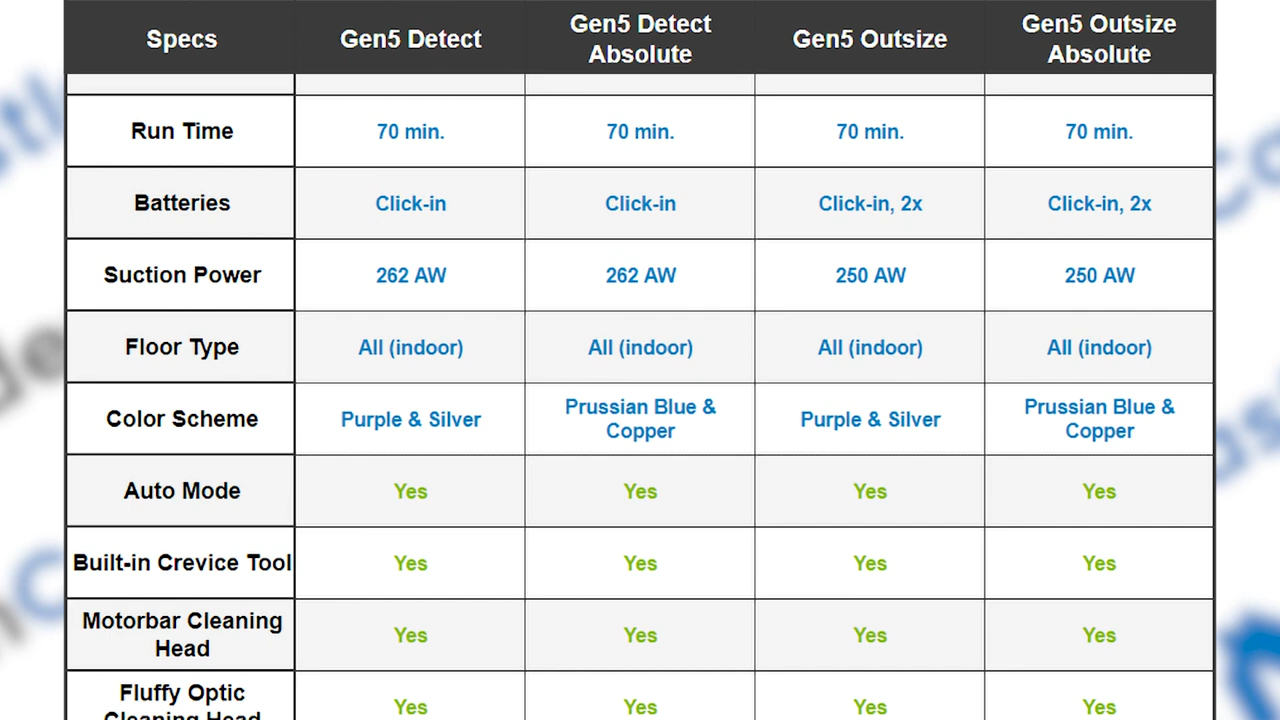 Specs Gen5 Detect Gen5 Detect Absolute Gen5 Outsize Gen5 Outsize Absolute
Run Time 70 min. 70 min. 70 min. 70 min.
Batteries Click-in Click-in Click-in, 2x Click-in, 2x
Suction Power 262 AW 262 AW 250 AW 250 AW
Floor Type All (indoor) All (indoor) All (indoor) All (indoor)
Color Scheme Purple & Silver Prussian Blue & Copper Purple & Silver Prussian Blue & Copper
Auto Mode Yes Yes Yes Yes
Built-in Crevice Tool Yes Yes Yes Yes
Motorbar Cleaning Head Yes Yes Yes Yes
Fluffy Optic Cleaning Head Yes Yes Yes Yes